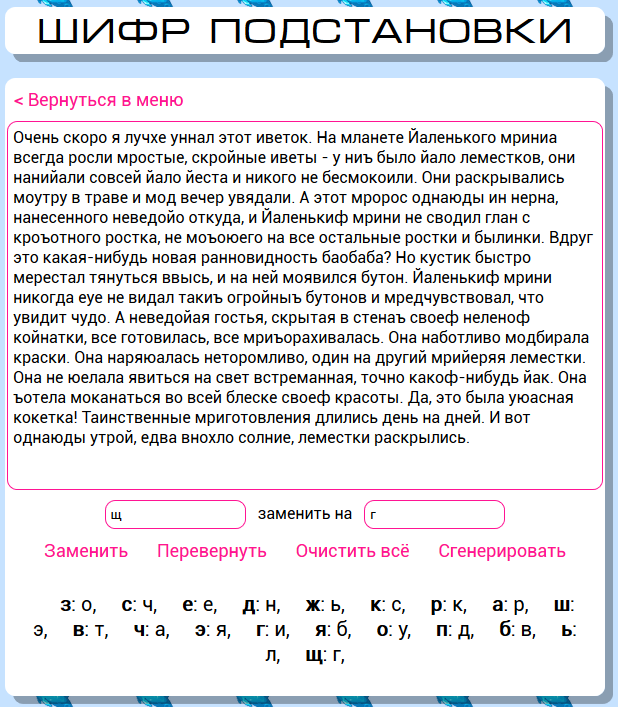 ШИФР ПОДСТАНОВКИ
< Вернуться в меню
Очень скоро я лучхе уннал этот иветок. На мланете Йаленького мриниа
всегда росли мростые, скройные иветы - у ниъ было йало леместков, они
нанийали совсей йало йеста и никого не бесмокоили. Они раскрывались
моутру в траве и мод вечер увядали. А этот мророс однаюды ин нерна,
нанесенного неведойо откуда, и Йаленькиф мрини не сводил глан с
кроъотного ростка, не моъоюего на все остальные ростки и былинки. Вдруг
это какая-нибудь новая ранновидность баобаба? Но кустик быстро
мерестал тянуться ввысь, и на ней моявился бутон. Йаленькиф мрини
никогда еуе не видал такиъ огройныъ бутонов и мредчувствовал, что
увидит чудо. А неведойая гостья, скрытая в стенаъ своеф неленоф
койнатки, все готовилась, все мриъорахивалась. Она наботливо модбирала
краски. Она наряюалась неторомливо, один на другий мрийеряя леместки.
Она не юелала явиться на свет встреманная, точно какоф-нибудь йак. Она
ъотела моканаться во всей блеске своеф красоты. Да, это была уюасная
кокетка! Таинственные мриготовления длились день на дней. И вот
однаюды утрой, едва внохло солние, леместки раскрылись.
щ заменить на г
Заменить Перевернуть Очистить всё Сгенерировать
з: о, с: ч, е: е, д: н, ж: ь, к: с, р: к, а: р, ш:
э, в: т, ч: а, э: я, г: и, я: б, о: у, п: д, б: в, ь:
л, щ: г,